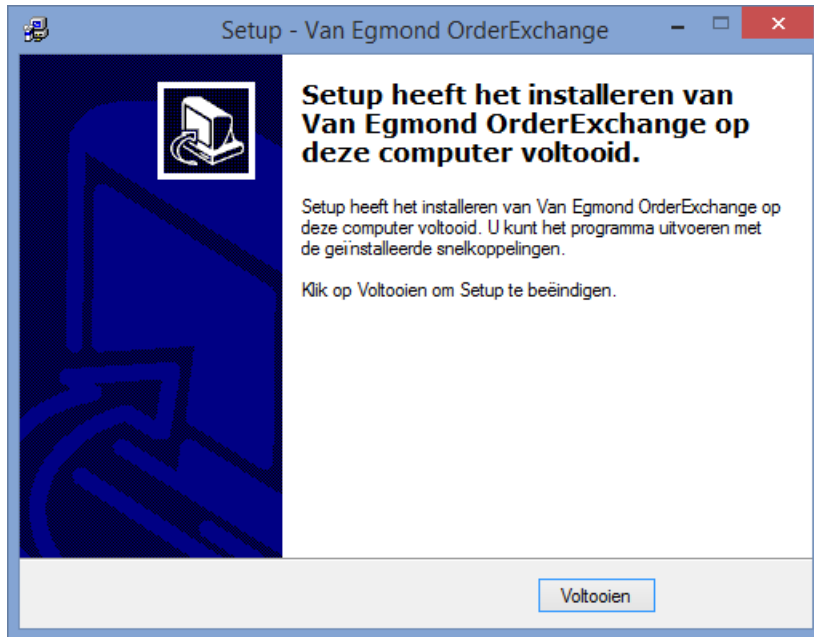 Setup - Van Egmond OrderExchange
Setup heeft het installeren van
Van Egmond OrderExchange op
deze computer voltooid.
Setup heeft het installeren van Van Egmond OrderExchange op
deze computer voltooid. U kunt het programma uitvoeren met
de geïnstalleerde snelkoppelingen.
Klik op Voltooien om Setup te beëindigen.
Voltooien